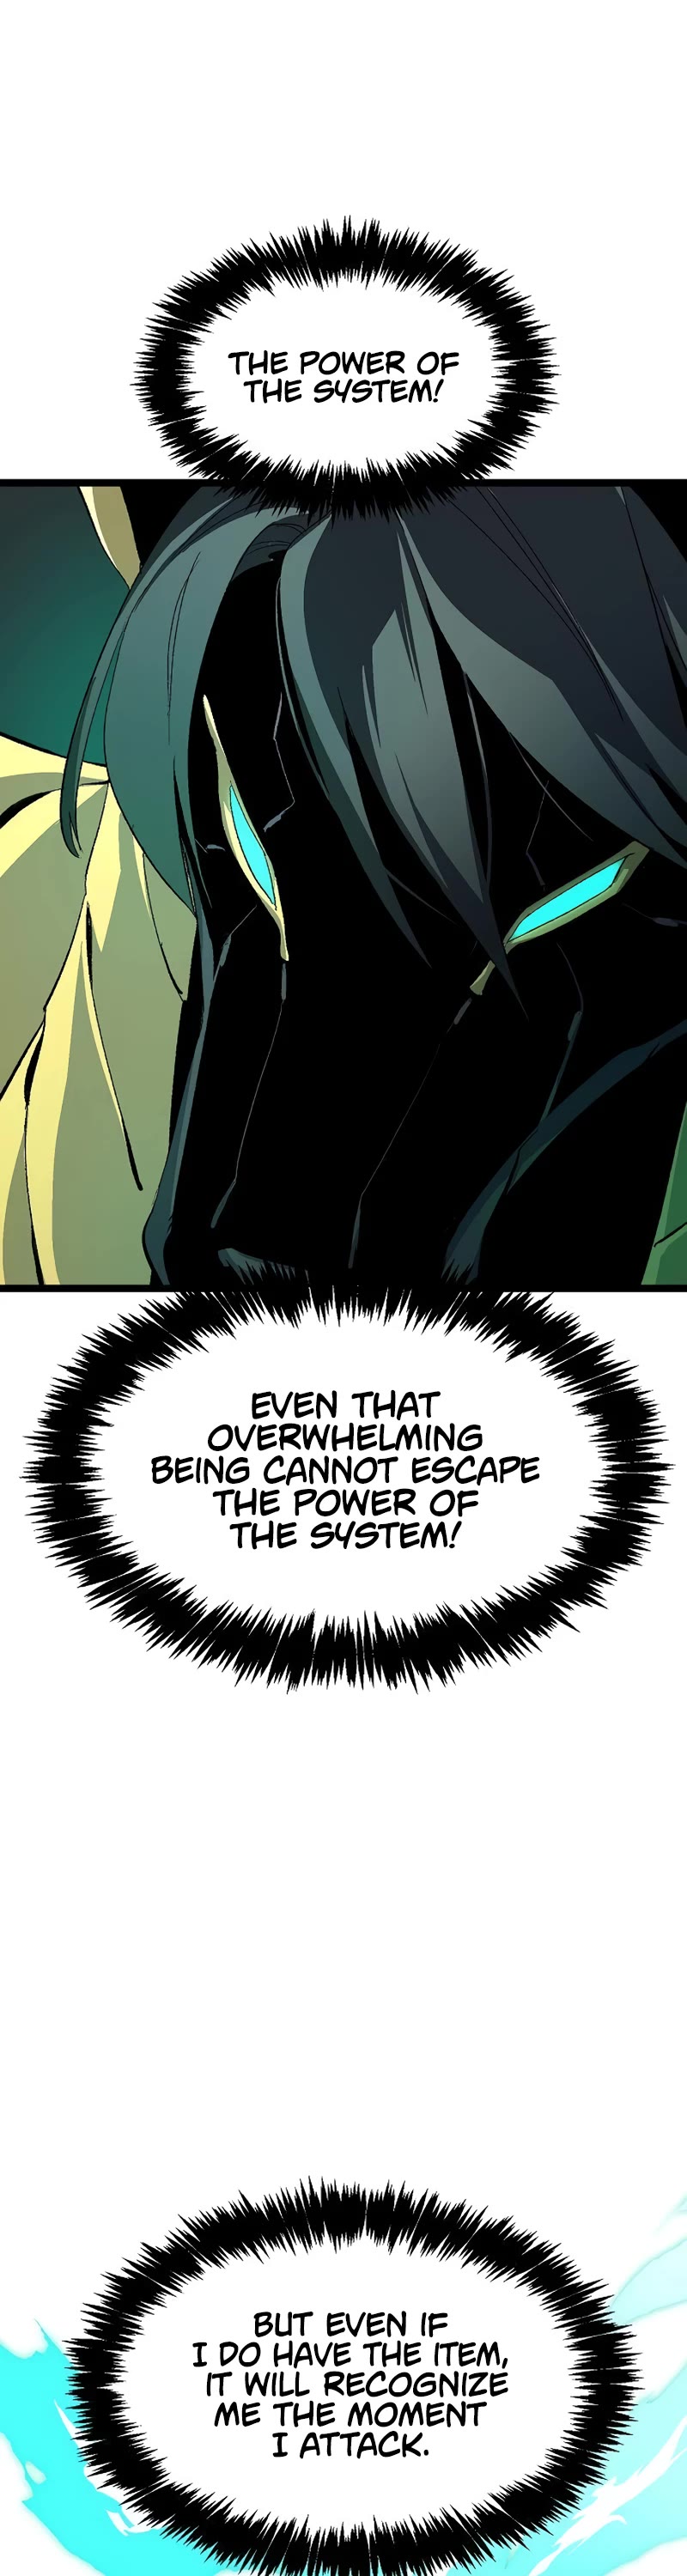 THE POWER OF
THE SYSTEM!
EVEN THAT
OVERWHELMING
BEING CANNOT ESCAPE
THE POWER OF
THE SYSTEM!
BUT EVEN IF
I DO HAVE THE ITEM,
IT WILL RECOGNIZE
ME THE MOMENT
I ATTACK.